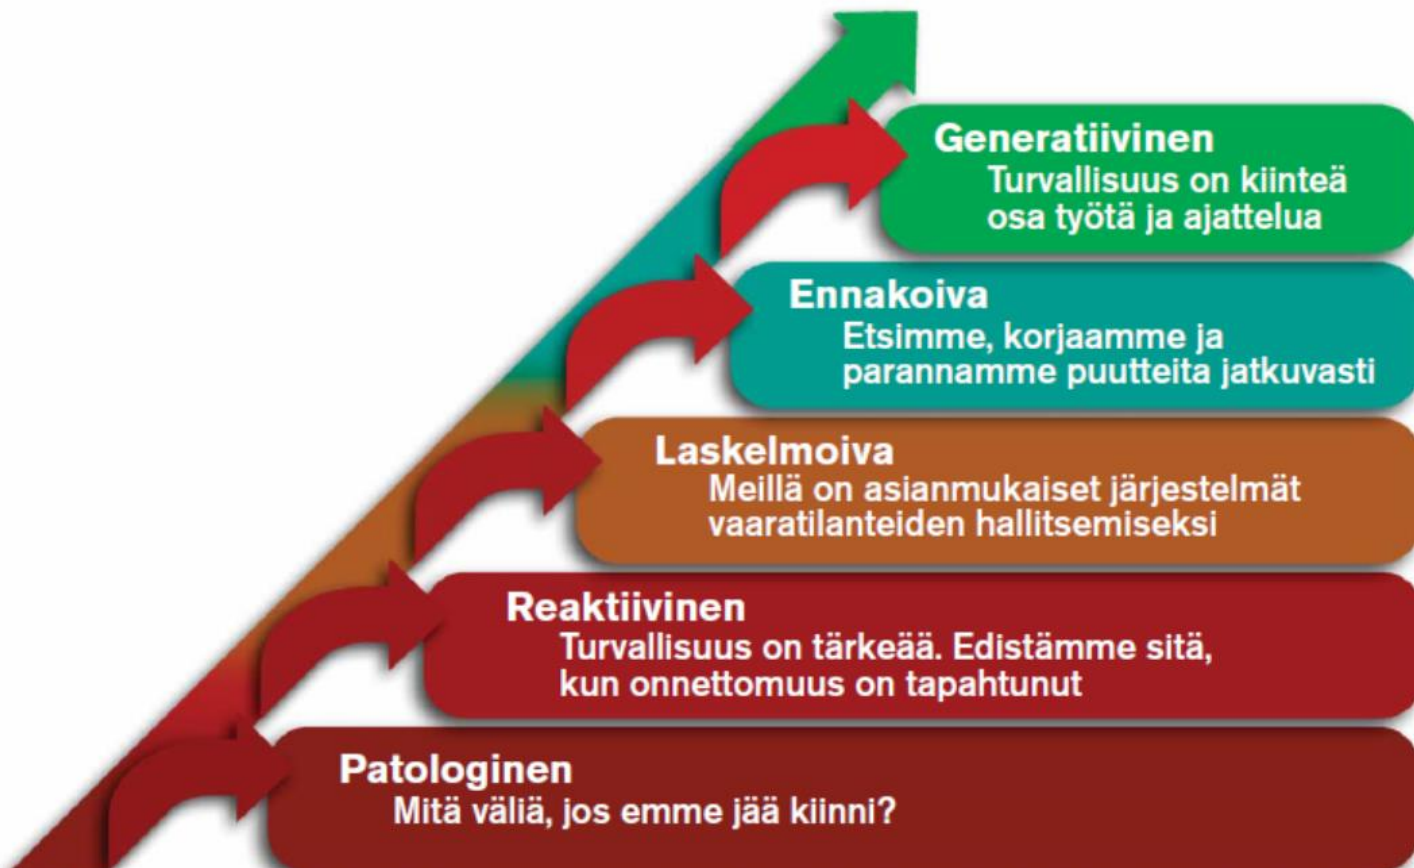 Generatiivinen
Turvallisuus on kiinteä
osa työtä ja ajattelua
Ennakoiva
Etsimme, korjaamme ja
parannamme puutteita jatkuvasti
Laskelmoiva
Meillä on asianmukaiset järjestelmät
vaaratilanteiden hallitsemiseksi
Reaktiivinen
Turvallisuus on tärkeää. Edistämme sitä,
kun onnettomuus on tapahtunut
Patologinen
Mitä väliä, jos emme jää kiinni?